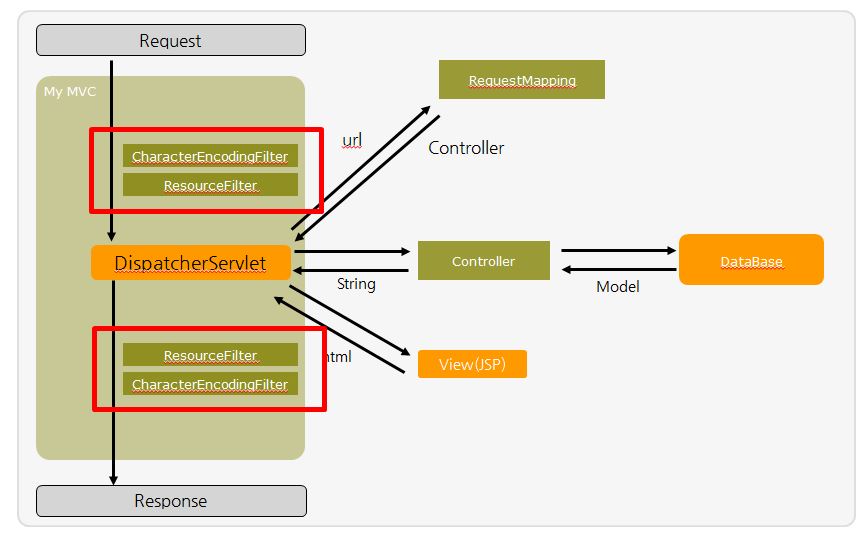 Request
My MVC
RequestMapping
url
Controller
CharacterEncodingFilter
ResourceFilter
DispatcherServlet
Controller
DataBase
String
Model
ResourceFilter
html
View(JSP)
CharacterEncodingFilter
Response